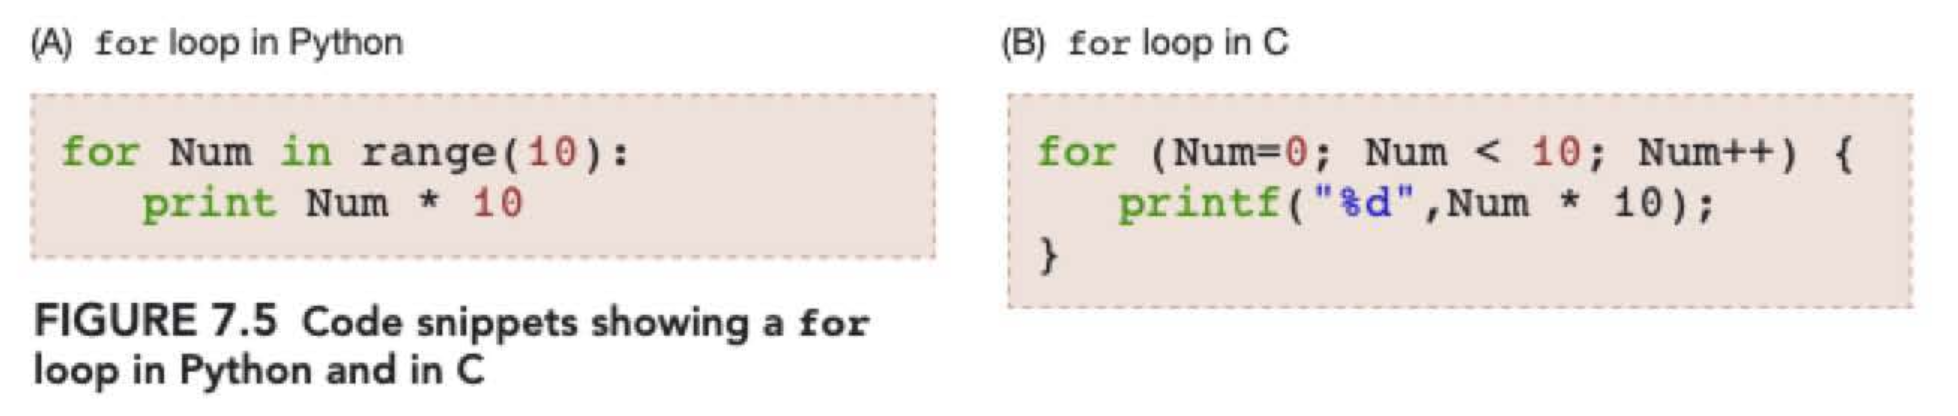 (A) for loop in Python
for Num in range(10):
print Num * 10
FIGURE 7.5 Code snippets showing a for
loop in Python and in C
(B) for loop in C
for (Num=0; Num < 10; Num++) {
printf("%d",Num * 10);
}